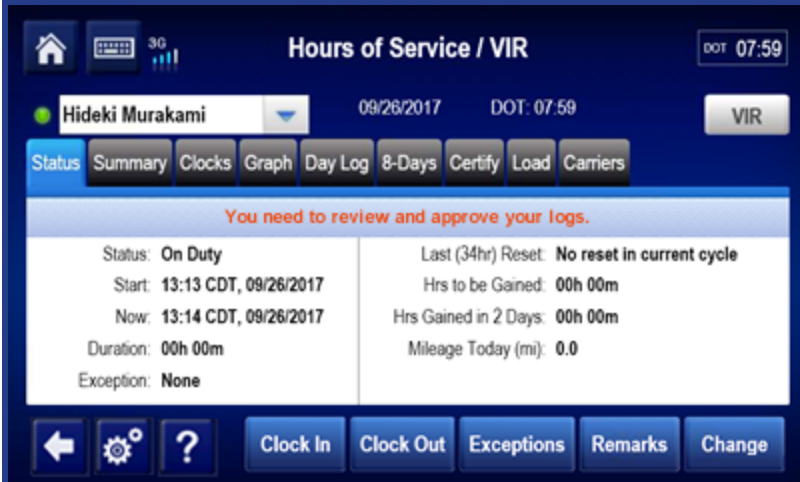 3G
Hours of Service / VIR
DOT 07:59
Hideki Murakami
09/26/2017
DOT: 07:59
VIR
Status Summary Clocks Graph Day Log 8-Days Certify Load Carriers
You need to review and approve your logs.
Status: On Duty
Start: 13:13 CDT, 09/26/2017
Now: 13:14 CDT, 09/26/2017
Duration: 00h 00m
Exception: None
Last (34hr) Reset: No reset in current cycle
Hrs to be Gained: 00h 00m
Hrs Gained in 2 Days: 00h 00m
Mileage Today (mi): 0.0
? Clock In Clock Out Exceptions Remarks Change